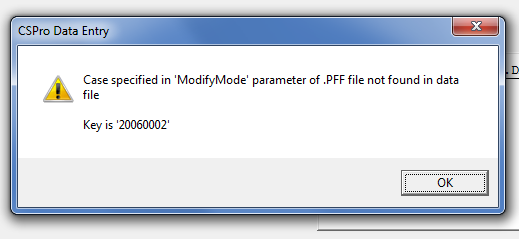 CSPro Data Entry
Case specified in 'ModifyMode' parameter of .PFF file not found in data
file
Key is '20060002'
OK